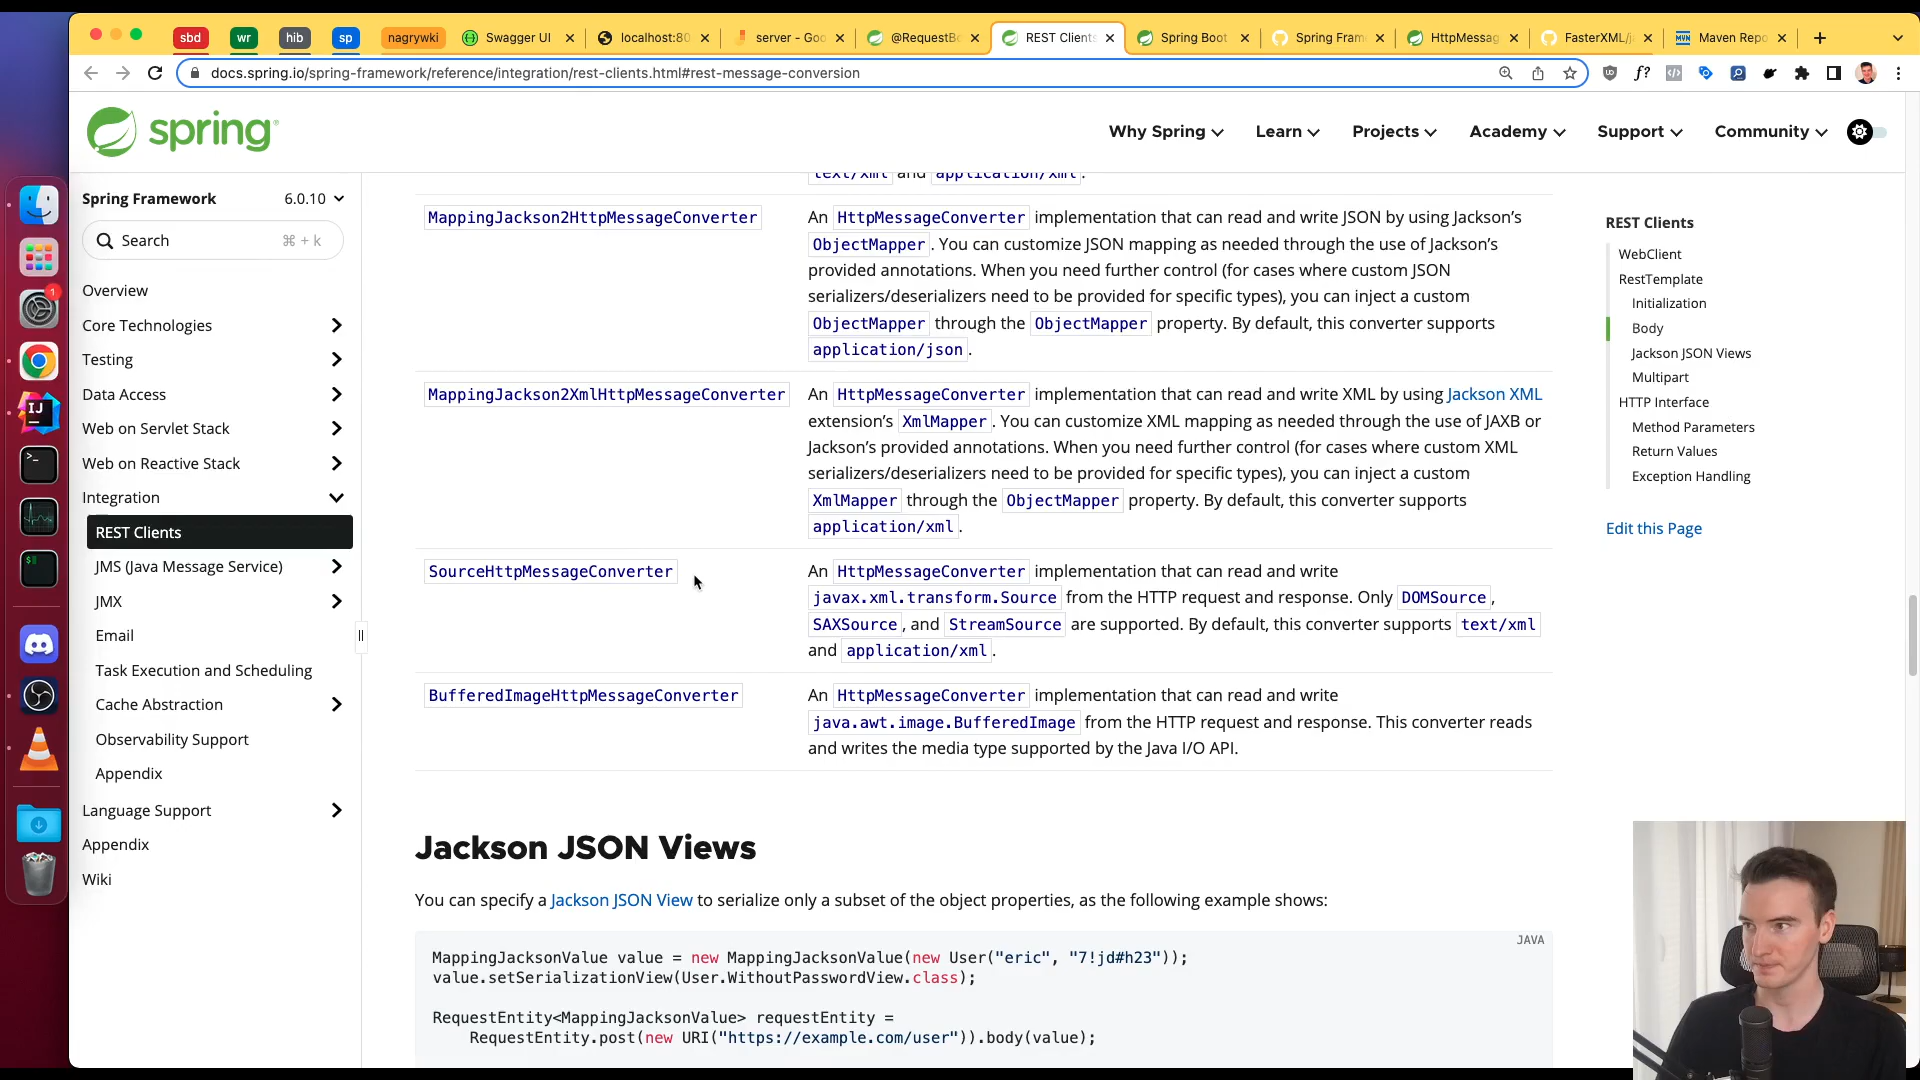 sbd
wr
hib
sp
nagrywki
Swagger UI
localhost:80
server - Goo
@RequestBo
REST Clients
Spring Boot
Spring Fram
HttpMessag
FasterXML/j
Maven Repo
docs.spring.io/spring-framework/reference/integration/rest-clients.html#rest-message-conversion
spring
Why Spring
Learn
Projects
Academy
Support
Community
Spring Framework
6.0.10
Search
⌘ + k
Overview
Core Technologies
Testing
Data Access
Web on Servlet Stack
Web on Reactive Stack
Integration
REST Clients
JMS (Java Message Service)
JMX
Email
Task Execution and Scheduling
Cache Abstraction
Observability Support
Appendix
Language Support
Appendix
Wiki
text/xml and application/xml.
MappingJackson2HttpMessageConverter
An HttpMessageConverter implementation that can read and write JSON by using Jackson’s
ObjectMapper. You can customize JSON mapping as needed through the use of Jackson’s
provided annotations. When you need further control (for cases where custom JSON
serializers/deserializers need to be provided for specific types), you can inject a custom
ObjectMapper through the ObjectMapper property. By default, this converter supports
application/json.
MappingJackson2XmlHttpMessageConverter
An HttpMessageConverter implementation that can read and write XML by using Jackson XML
extension’s XmlMapper. You can customize XML mapping as needed through the use of JAXB or
Jackson’s provided annotations. When you need further control (for cases where custom XML
serializers/deserializers need to be provided for specific types), you can inject a custom
XmlMapper through the ObjectMapper property. By default, this converter supports
application/xml.
SourceHttpMessageConverter
An HttpMessageConverter implementation that can read and write
javax.xml.transform.Source from the HTTP request and response. Only DOMSource,
SAXSource, and StreamSource are supported. By default, this converter supports text/xml
and application/xml.
BufferedImageHttpMessageConverter
An HttpMessageConverter implementation that can read and write
java.awt.image.BufferedImage from the HTTP request and response. This converter reads
and writes the media type supported by the Java I/O API.
Jackson JSON Views
You can specify a Jackson JSON View to serialize only a subset of the object properties, as the following example shows:
JAVA
MappingJacksonValue value = new MappingJacksonValue(new User("eric", "7!jd#h23"));
value.setSerializationView(User.WithoutPasswordView.class);
RequestEntity<MappingJacksonValue> requestEntity =
RequestEntity.post(new URI("https://example.com/user")).body(value);
REST Clients
WebClient
RestTemplate
Initialization
Body
Jackson JSON Views
Multipart
HTTP Interface
Method Parameters
Return Values
Exception Handling
Edit this Page